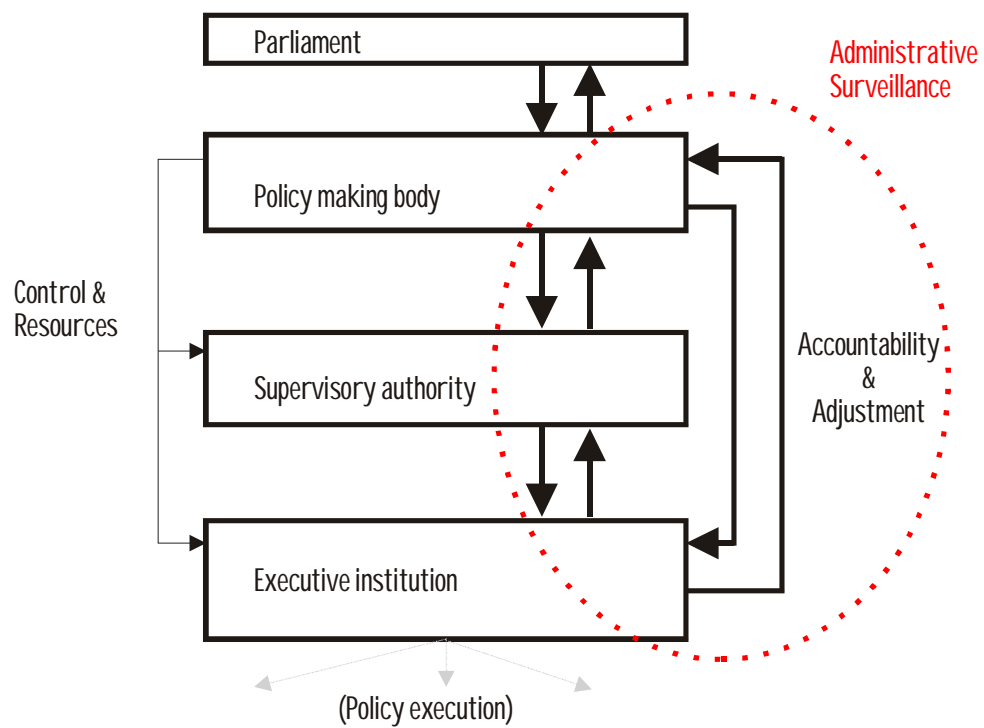 Parliament
Administrative
Surveillance
Policy making body
Control &
Resources
Supervisory authority
Accountability
&
Adjustment
Executive institution
(Policy execution)